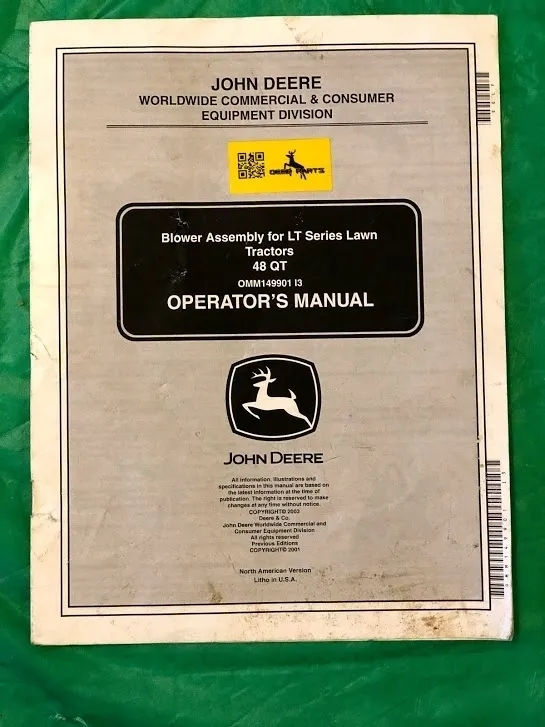 JOHN DEERE
WORLDWIDE COMMERCIAL & CONSUMER
EQUIPMENT DIVISION
DEER PARTS
Blower Assembly for LT Series Lawn
Tractors
48 QT
OMM149901 I3
OPERATOR'S MANUAL
JOHN DEERE
All information, illustrations and
specifications in this manual are based on
the latest information at the time of
publication. The right is reserved to make
changes at any time without notice.
COPYRIGHT© 2002
Deere & Co.
John Deere Worldwide Commercial and
Consumer Equipment Division
All rights reserved
Previous Editions
COPYRIGHT© 2001
North American Version
Litho in U.S.A.